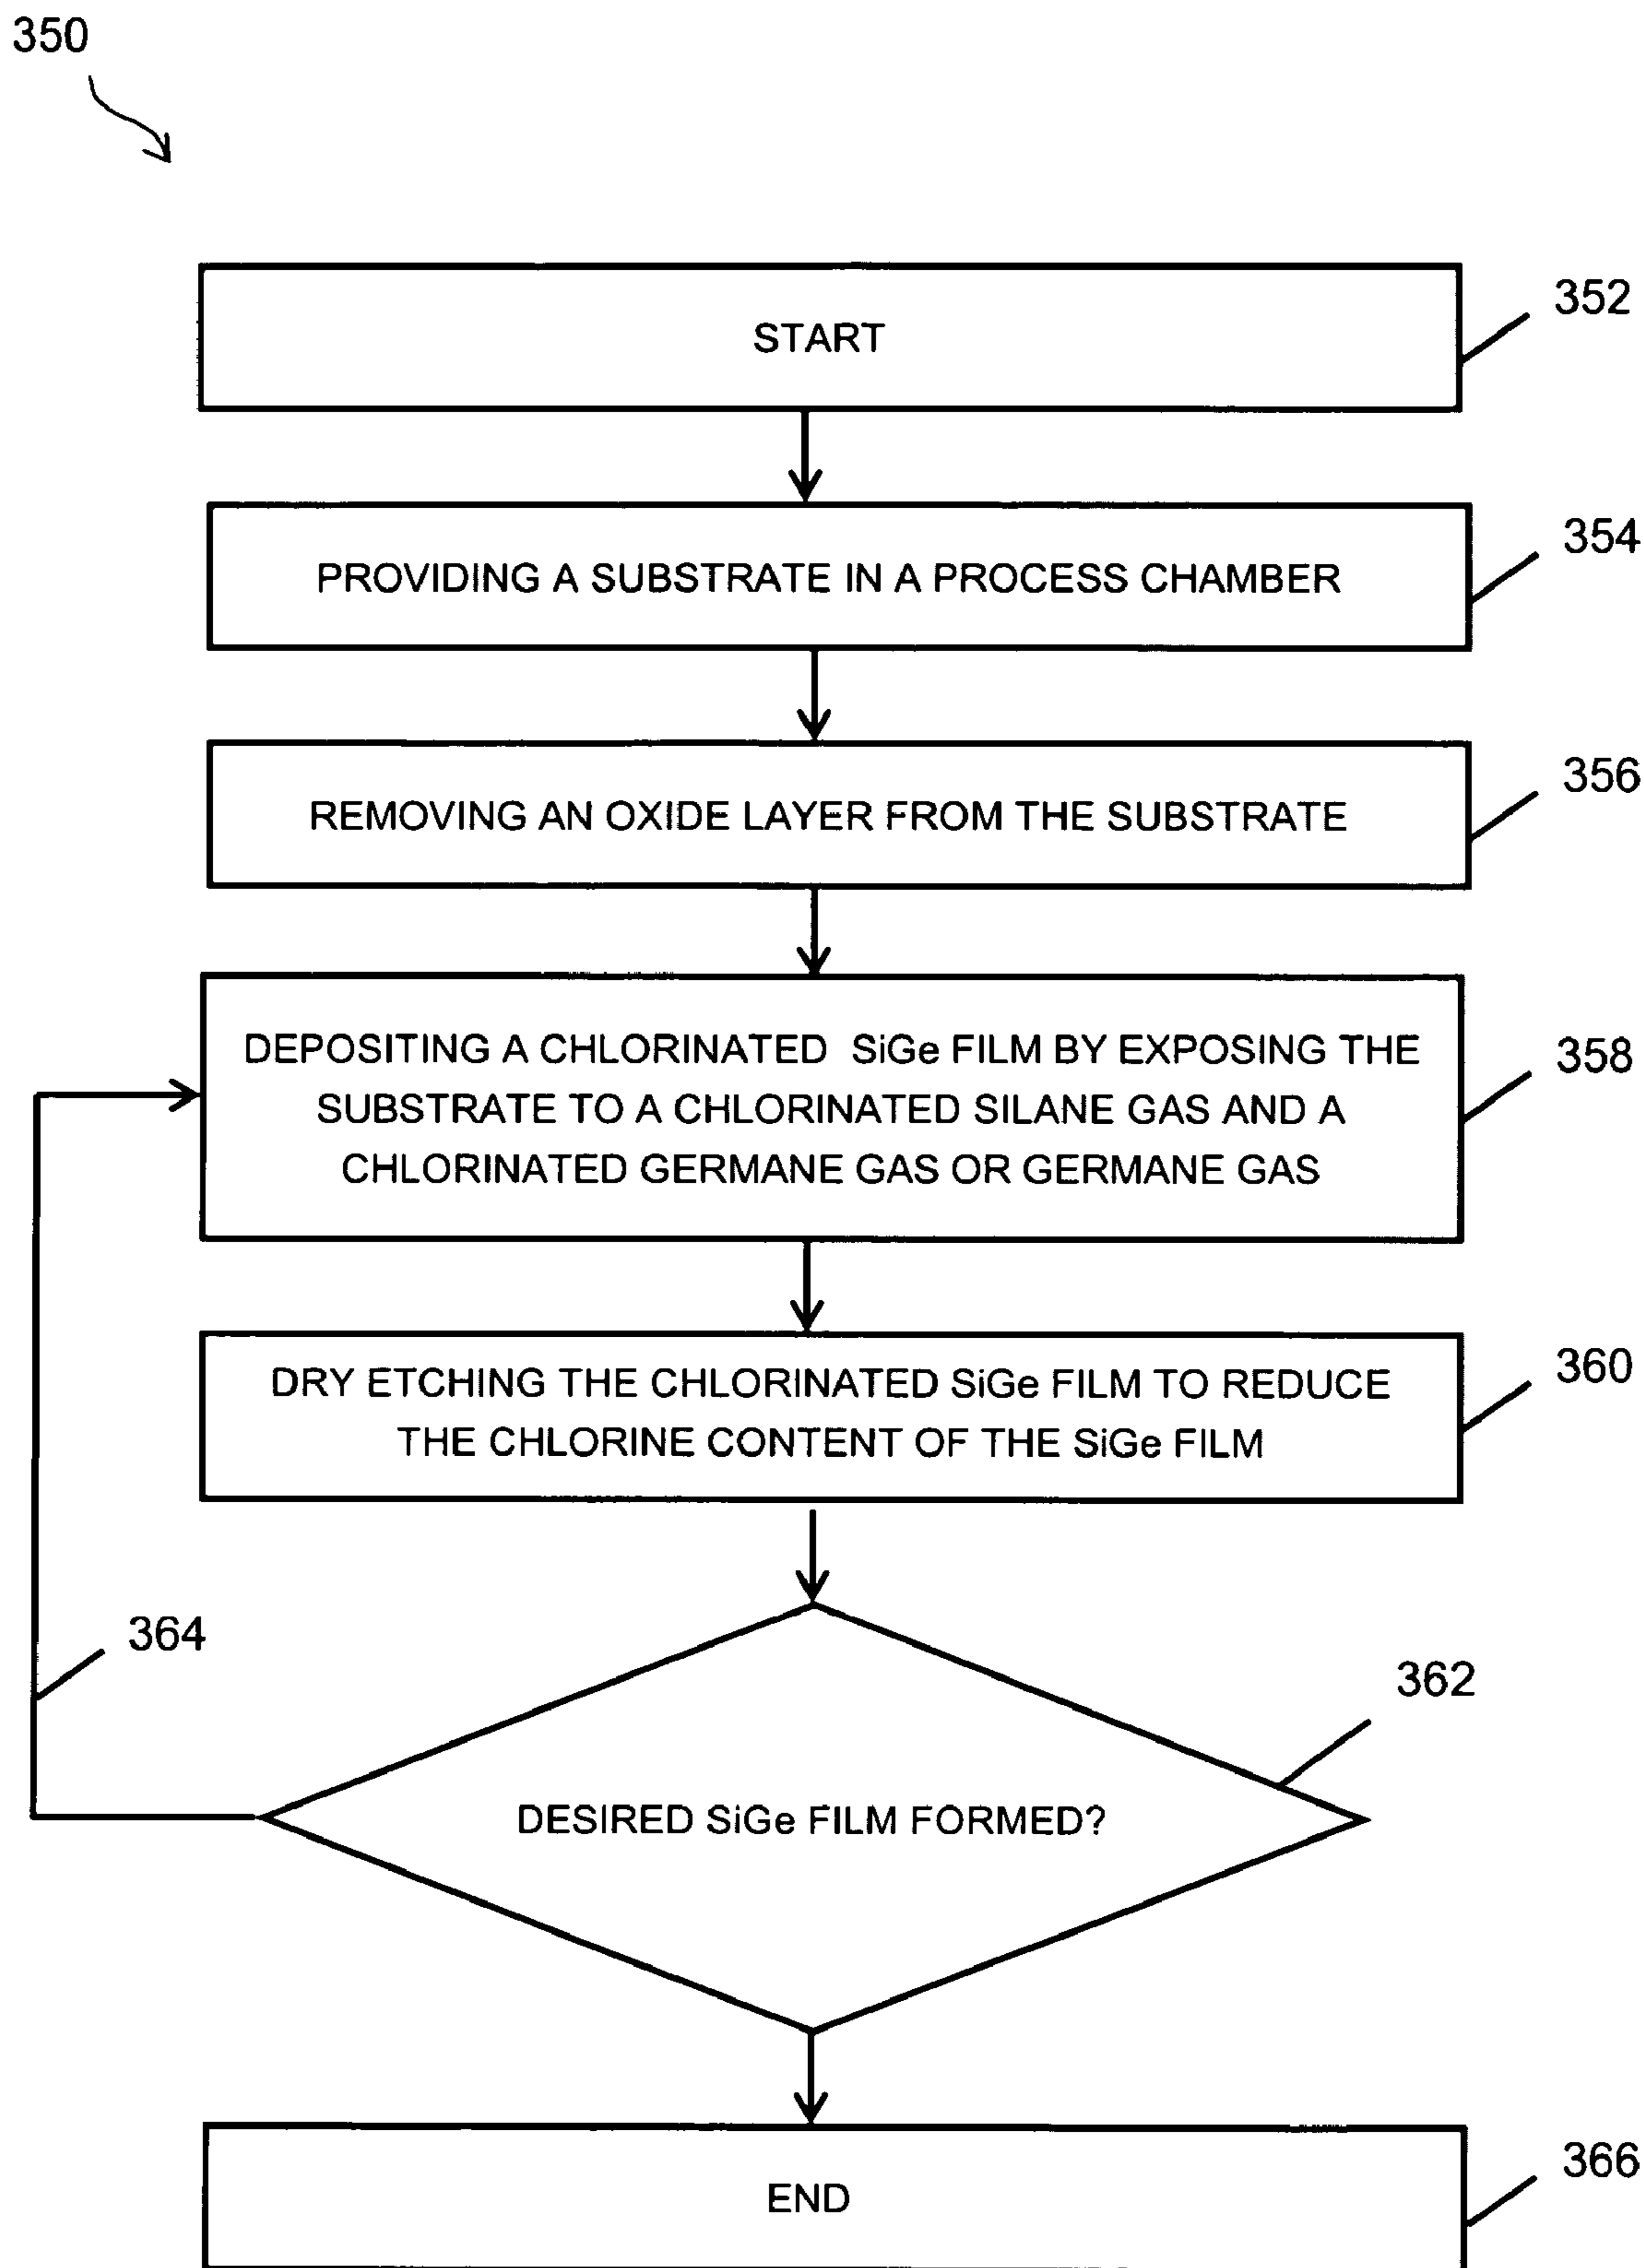 350
START
352
PROVIDING A SUBSTRATE IN A PROCESS CHAMBER
354
REMOVING AN OXIDE LAYER FROM THE SUBSTRATE
356
DEPOSITING A CHLORINATED SiGe FILM BY EXPOSING THE
SUBSTRATE TO A CHLORINATED SILANE GAS AND A
CHLORINATED GERMANE GAS OR GERMANE GAS
358
DRY ETCHING THE CHLORINATED SiGe FILM TO REDUCE
THE CHLORINE CONTENT OF THE SiGe FILM
360
364
362
DESIRED SiGe FILM FORMED?
END
366